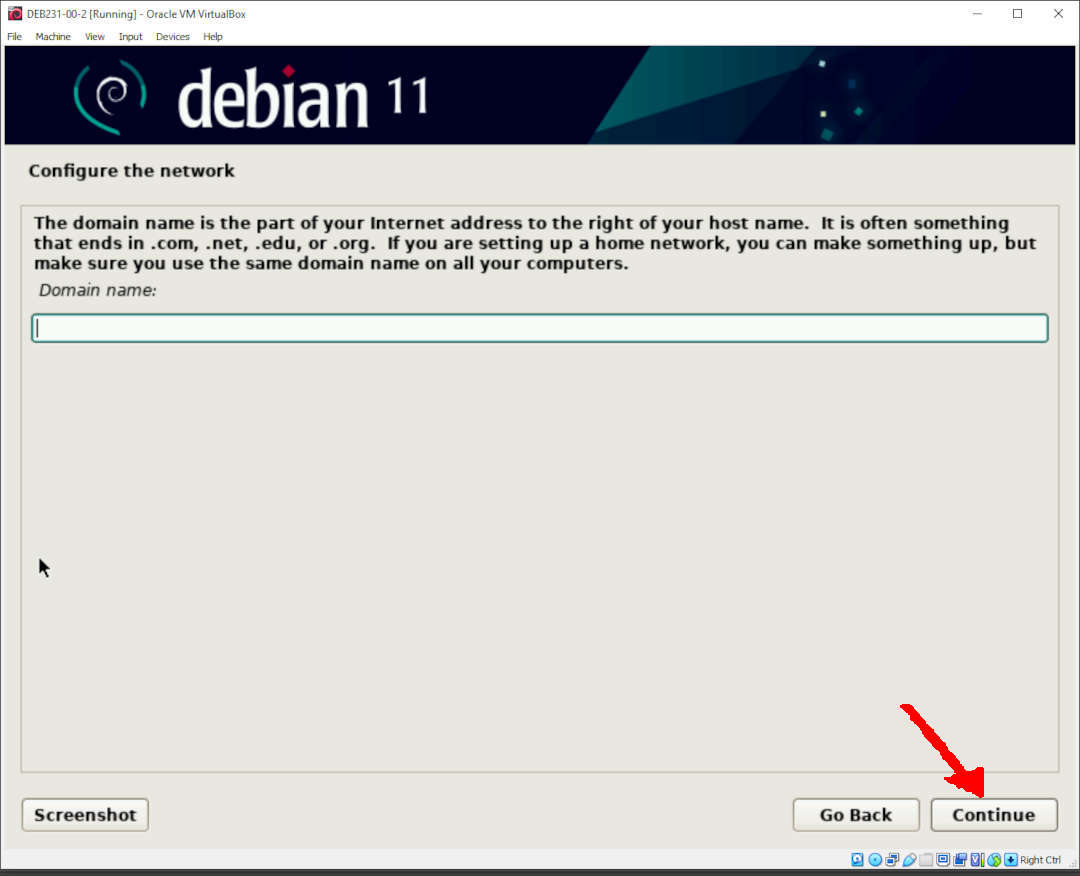 DEB231-00-2 [Running] - Oracle VM VirtualBox
File Machine View Input Devices Help
debian 11
Configure the network
The domain name is the part of your Internet address to the right of your host name.  It is often something
that ends in .com, .net, .edu, or .org.  If you are setting up a home network, you can make something up, but
make sure you use the same domain name on all your computers.
Domain name:
Screenshot
Go Back
Continue
Right Ctrl